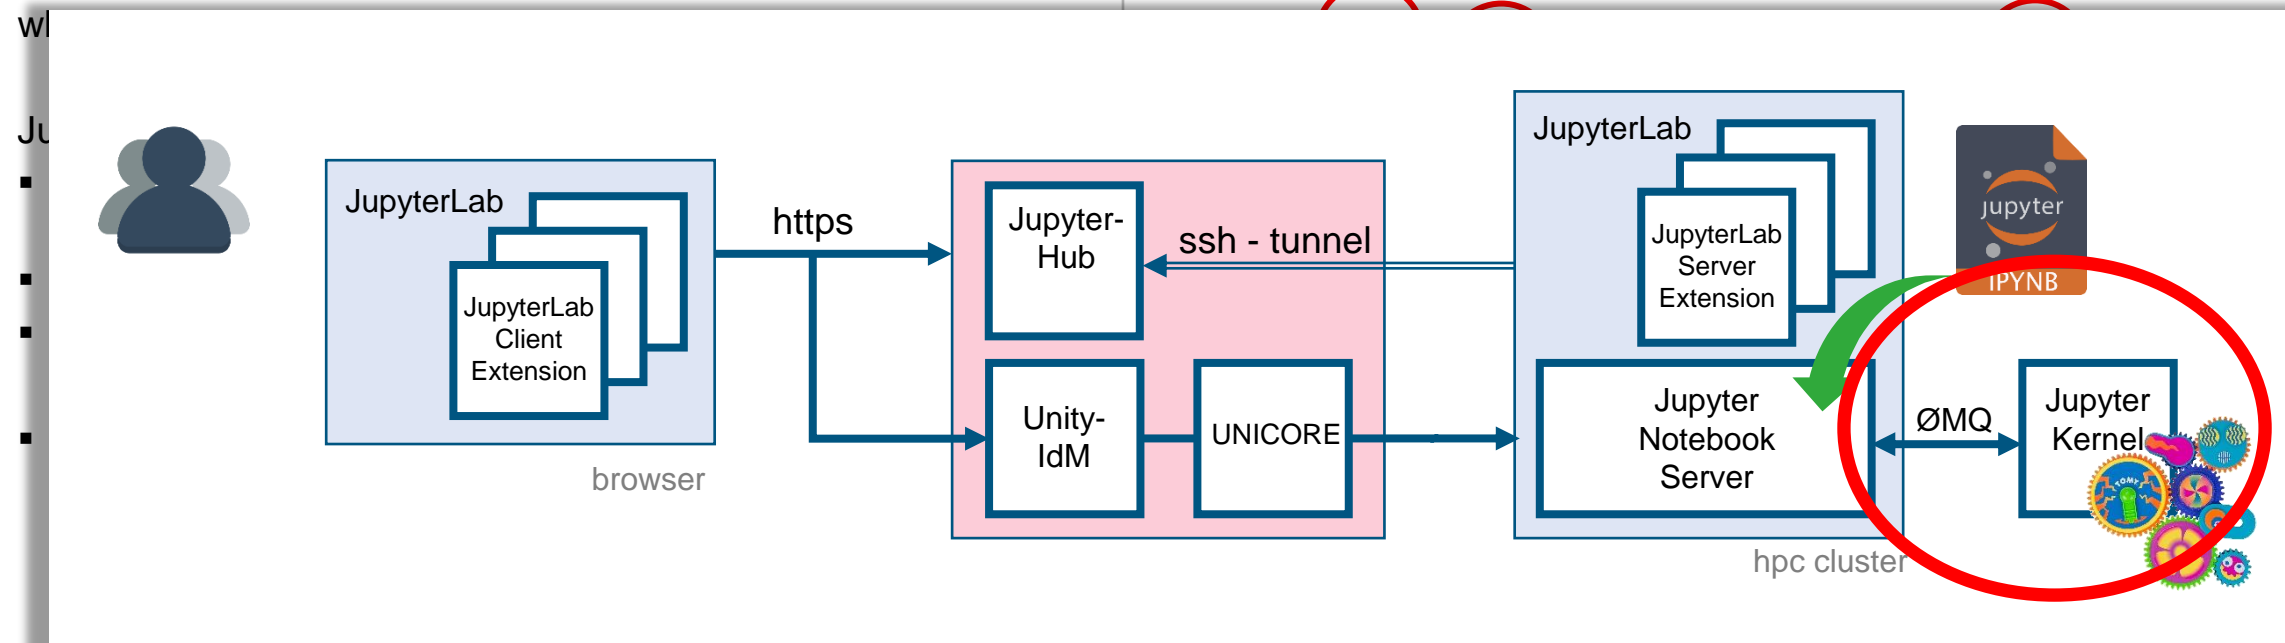 JupyterLab
JupyterLab
Client
Extension
browser
https
Jupyter-
Hub
ssh - tunnel
Unity-
IdM
UNICORE
JupyterLab
JupyterLab
Server
Extension
Jupyter
Notebook
Server
hpc cluster
jupyter
IPYNB
ØMQ
Jupyter
Kernel
TOMY